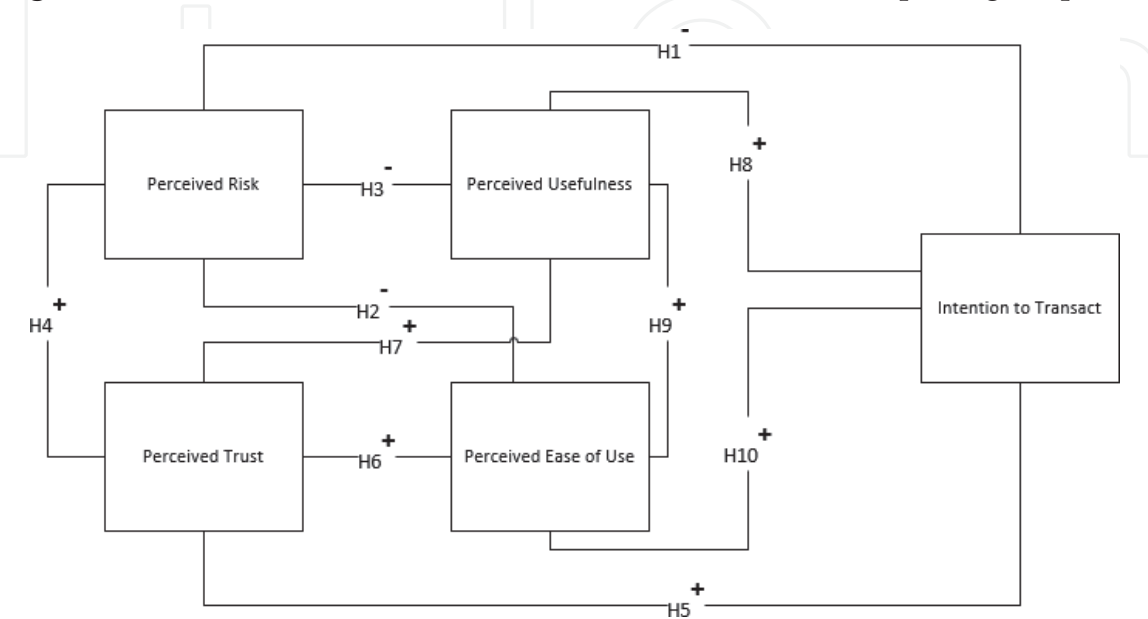 -
H1
+
H8
Perceived Risk
-
H3
Perceived Usefulness
+
H4
-
H2
+
H7
+
H9
Intention to Transact
Perceived Trust
+
H6
Perceived Ease of Use
+
H10
+
H5